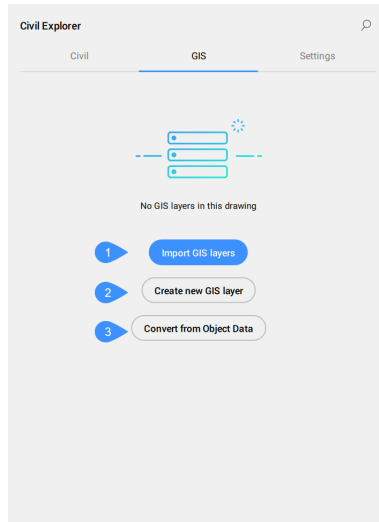 Civil Explorer
Civil GIS Settings
No GIS layers in this drawing
1 Import GIS layers
2 Create new GIS layer
3 Convert from Object Data